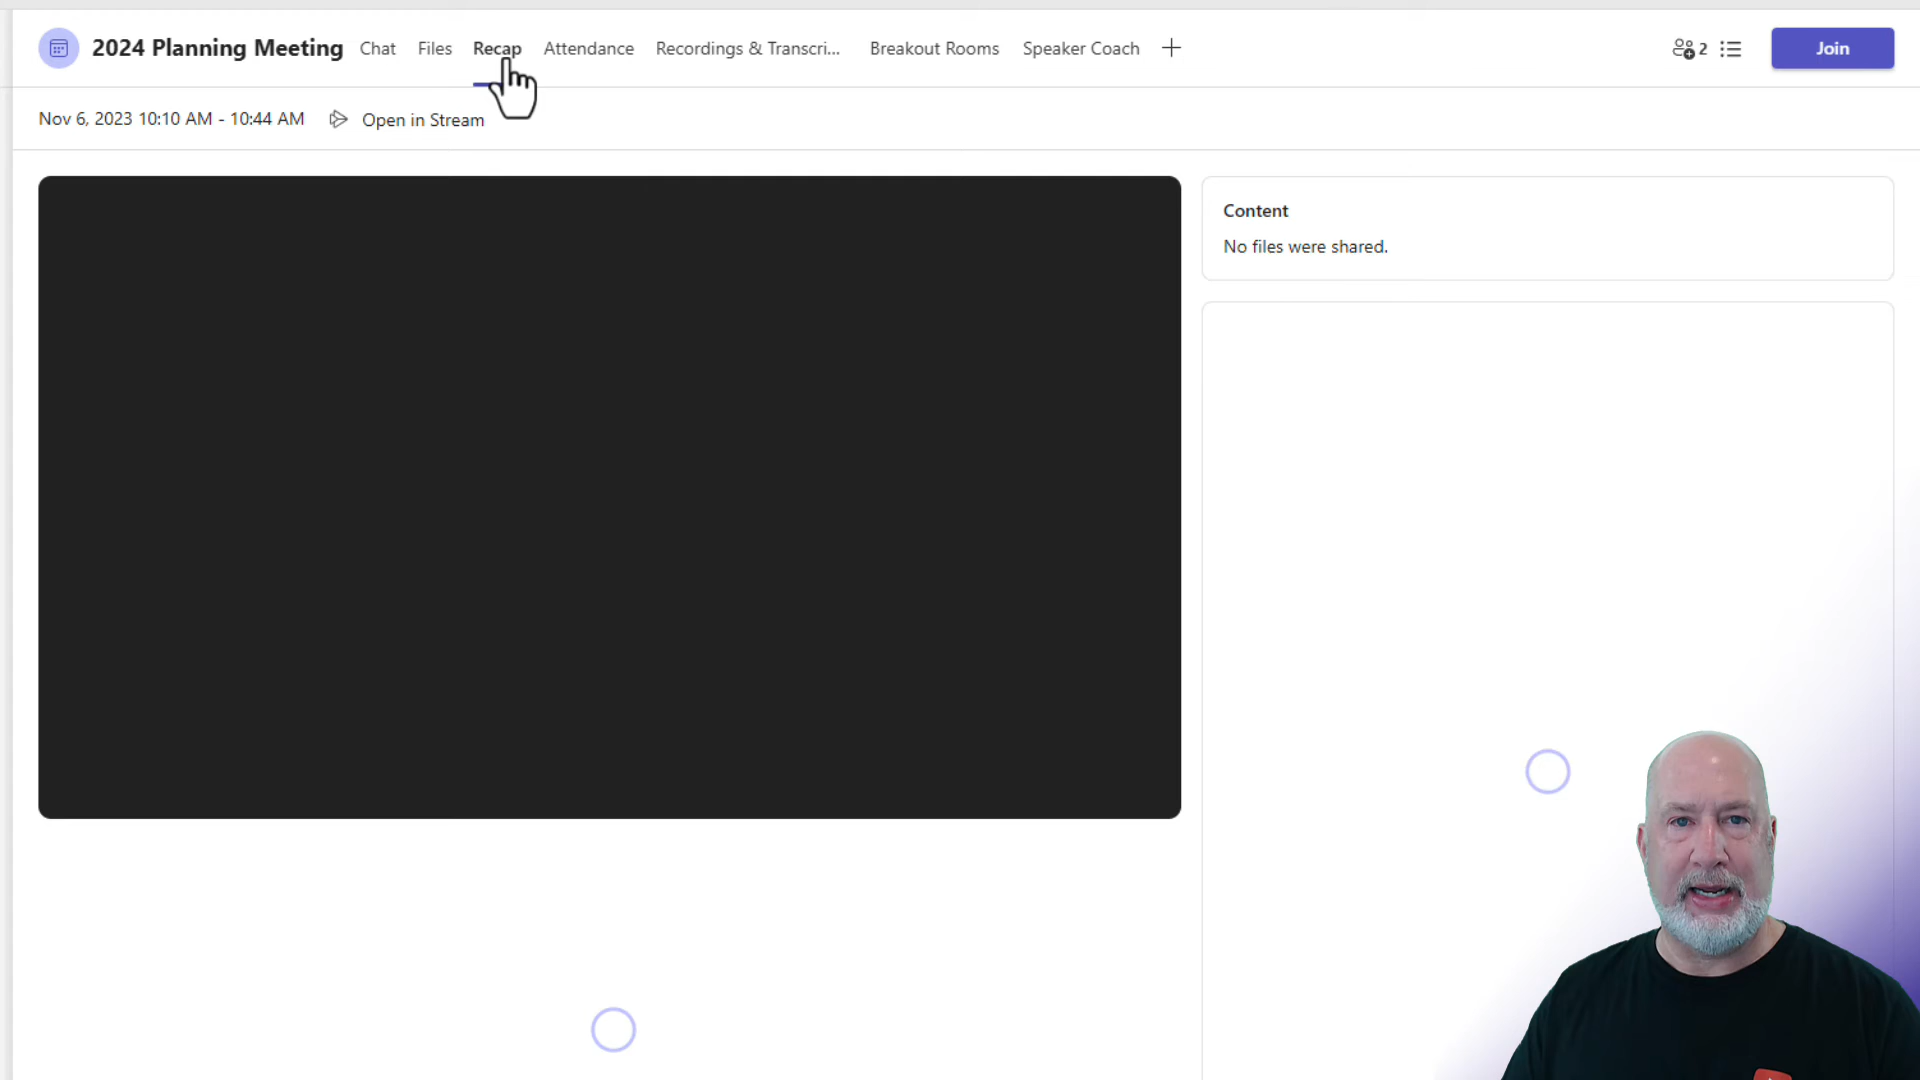 2024 Planning Meeting Chat Files Recap Attendance Recordings & Transcri... Breakout Rooms Speaker Coach 2 Join
Nov 6, 2023 10:10 AM - 10:44 AM Open in Stream
Content
No files were shared.